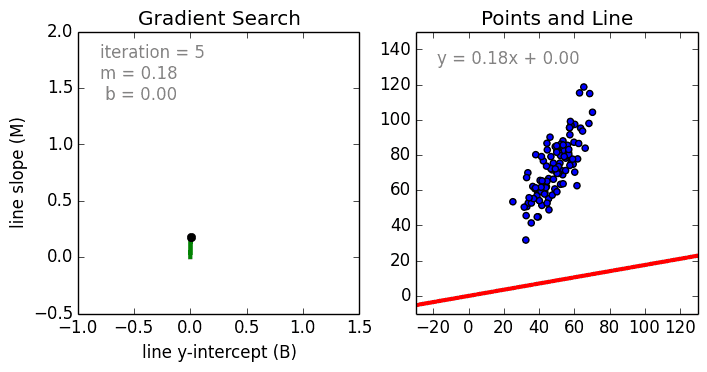 Gradient Search
iteration = 5
m = 0.18
b = 0.00
2.0
1.5
1.0
0.5
0.0
−0.5
line slope (M)
−1.0 −0.5 0.0 0.5 1.0 1.5
line y-intercept (B)
Points and Line
y = 0.18x + 0.00
140
120
100
80
60
40
20
0
−20 0 20 40 60 80 100 120